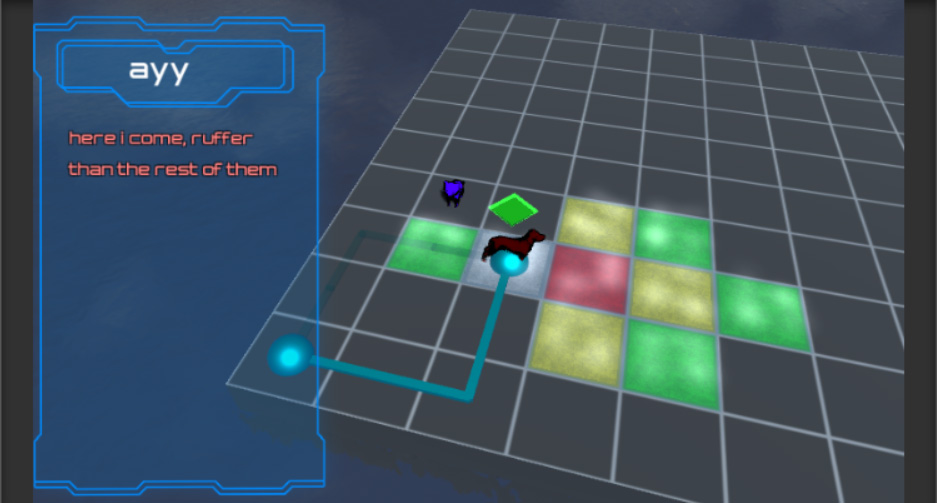 ayy
here i come, ruffer
than the rest of them